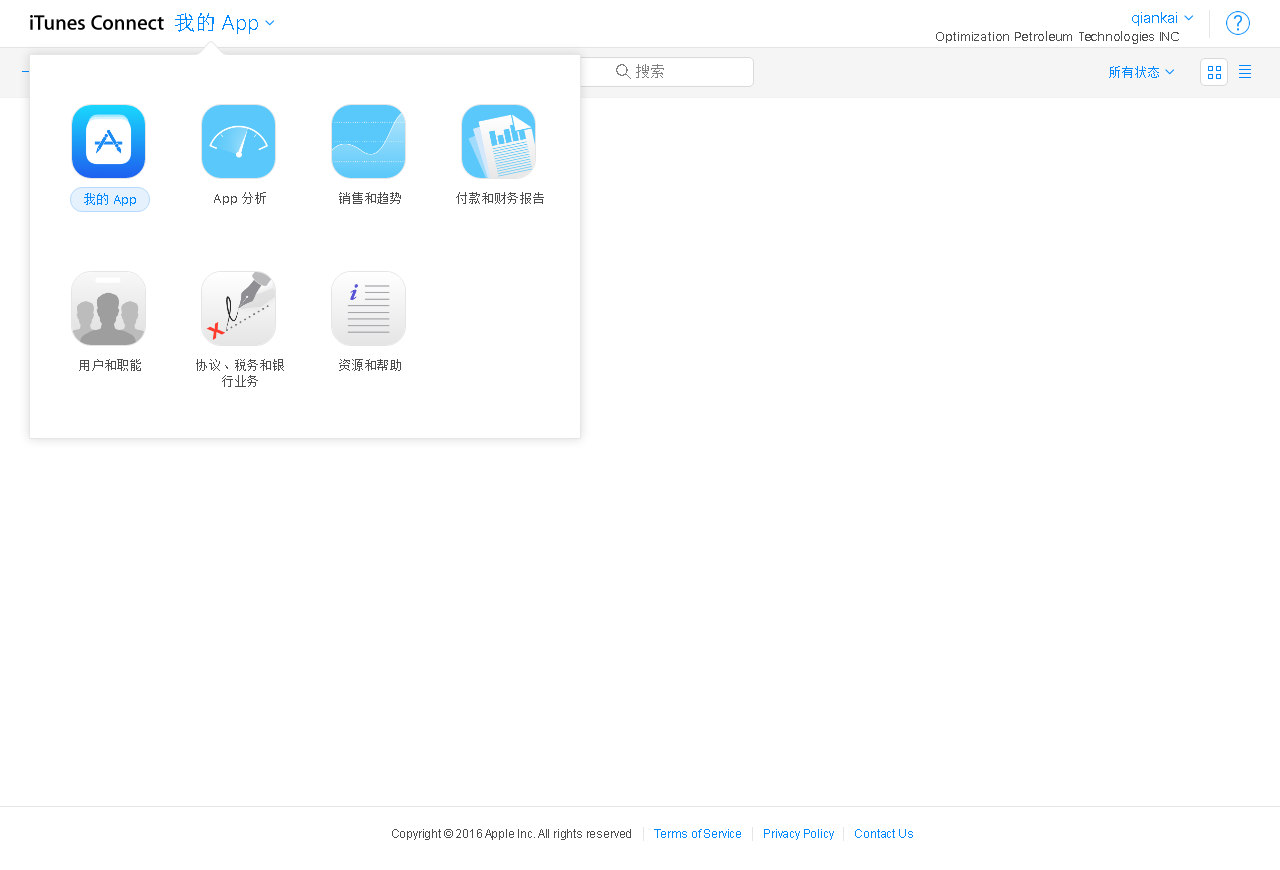 iTunes Connect 我的 App
qiankai
Optimization Petroleum Technologies INC
?
搜索
所有状态
我的 App
App 分析
销售和趋势
付款和财务报告
用户和职能
协议、税务和银
行业务
资源和帮助
Copyright © 2016 Apple Inc. All rights reserved
Terms of Service
Privacy Policy
Contact Us